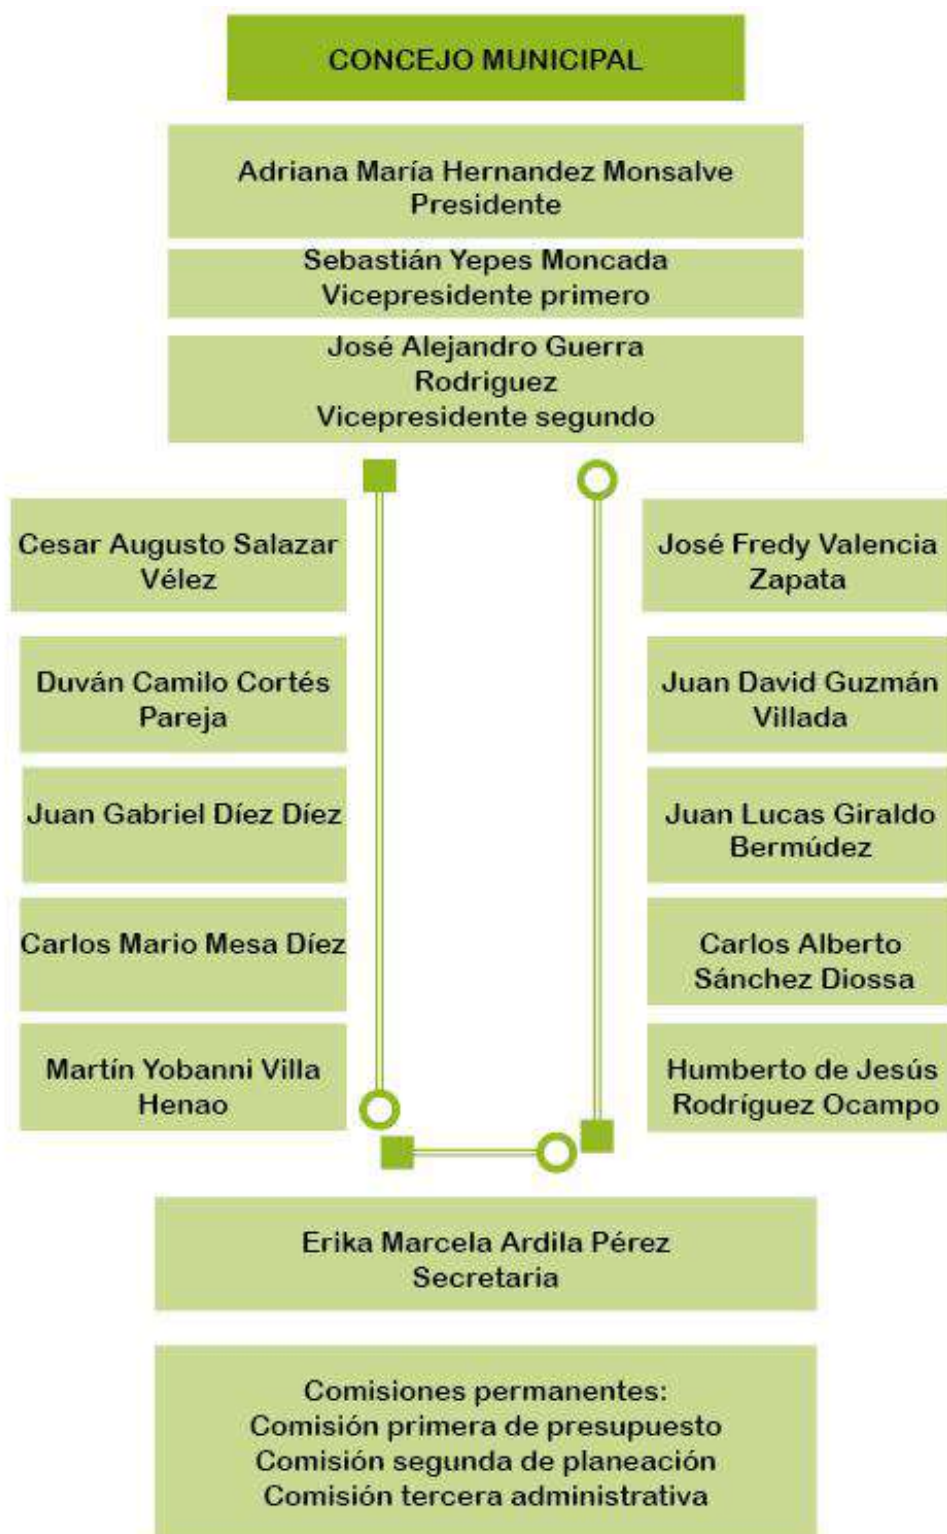 CONCEJO MUNICIPAL
Adriana María Hernandez Monsalve
Presidente
Sebastián Yepes Moncada
Vicepresidente primero
José Alejandro Guerra
Rodriguez
Vicepresidente segundo
Cesar Augusto Salazar
Vélez
Duván Camilo Cortés
Pareja
Juan Gabriel Díez Díez
Carlos Mario Mesa Díez
Martín Yobanni Villa
Henao
José Fredy Valencia
Zapata
Juan David Guzmán
Villada
Juan Lucas Giraldo
Bermúdez
Carlos Alberto
Sánchez Diossa
Humberto de Jesús
Rodríguez Ocampo
Erika Marcela Ardila Pérez
Secretaria
Comisiones permanentes:
Comisión primera de presupuesto
Comisión segunda de planeación
Comisión tercera administrativa